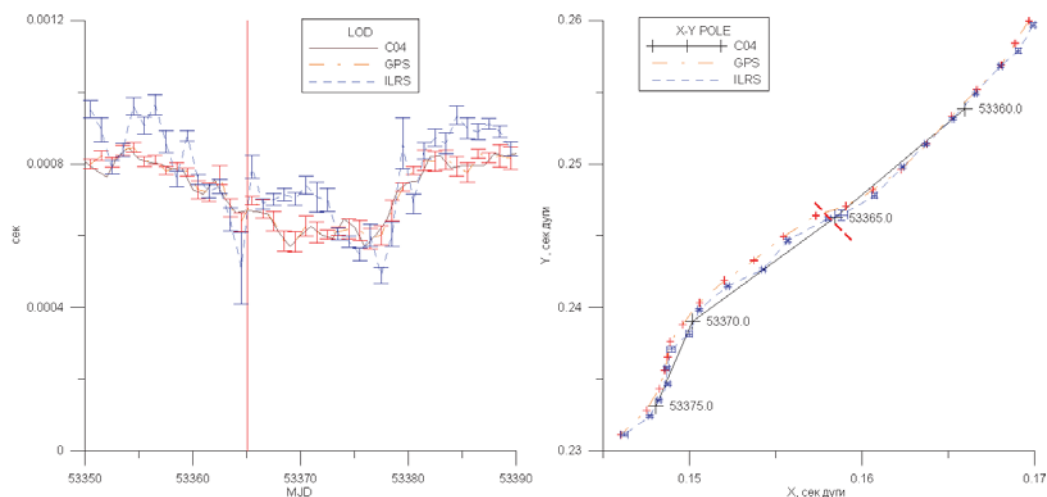 0.0012
LOD
C04
GPS
ILRS
0.0008
сек
0.0004
0
53350
53360
53370
53380
53390
MJD
0.26
X-Y POLE
C04
GPS
ILRS
53360.0
0.25
53365.0
Y, сек дуги
0.24
53370.0
53375.0
0.23
0.15
0.16
0.17
X, сек дуги